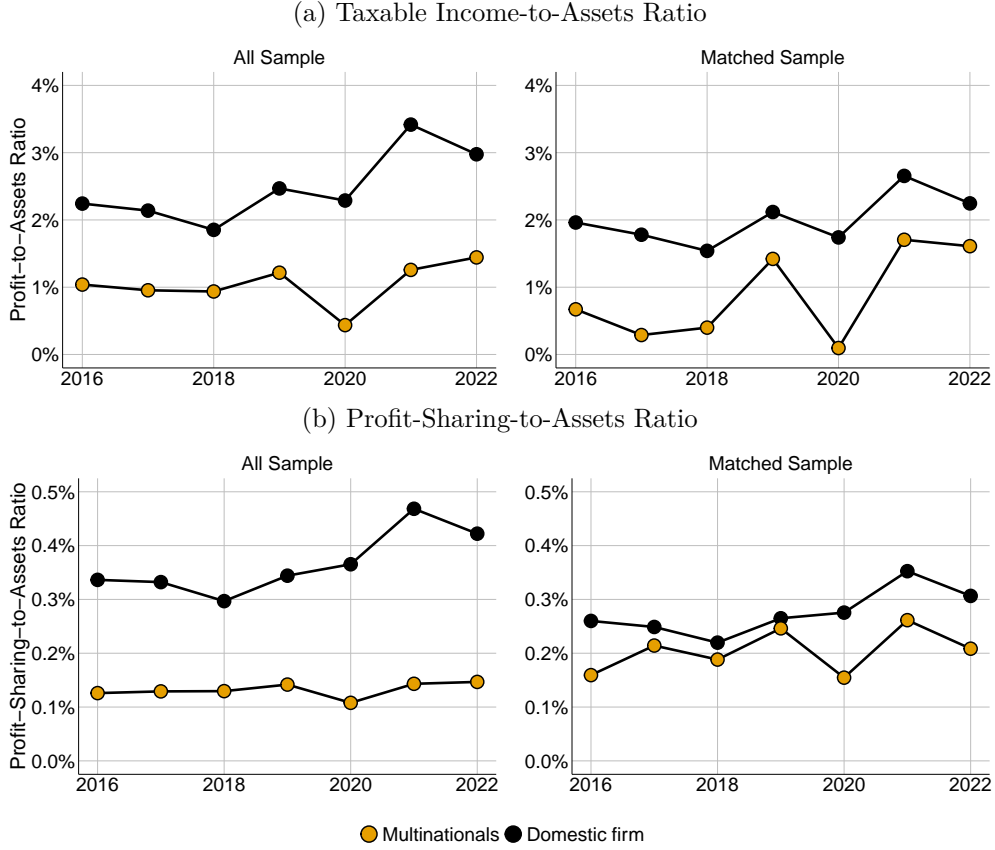 (a) Taxable Income-to-Assets Ratio
All Sample
Matched Sample
Profit−to−Assets Ratio
4%
3%
2%
1%
0%
2016 2018 2020 2022
4%
3%
2%
1%
0%
2016 2018 2020 2022
(b) Profit-Sharing-to-Assets Ratio
All Sample
Matched Sample
Profit−Sharing−to−Assets Ratio
0.5%
0.4%
0.3%
0.2%
0.1%
0.0%
2016 2018 2020 2022
0.5%
0.4%
0.3%
0.2%
0.1%
0.0%
2016 2018 2020 2022
Multinationals Domestic firm